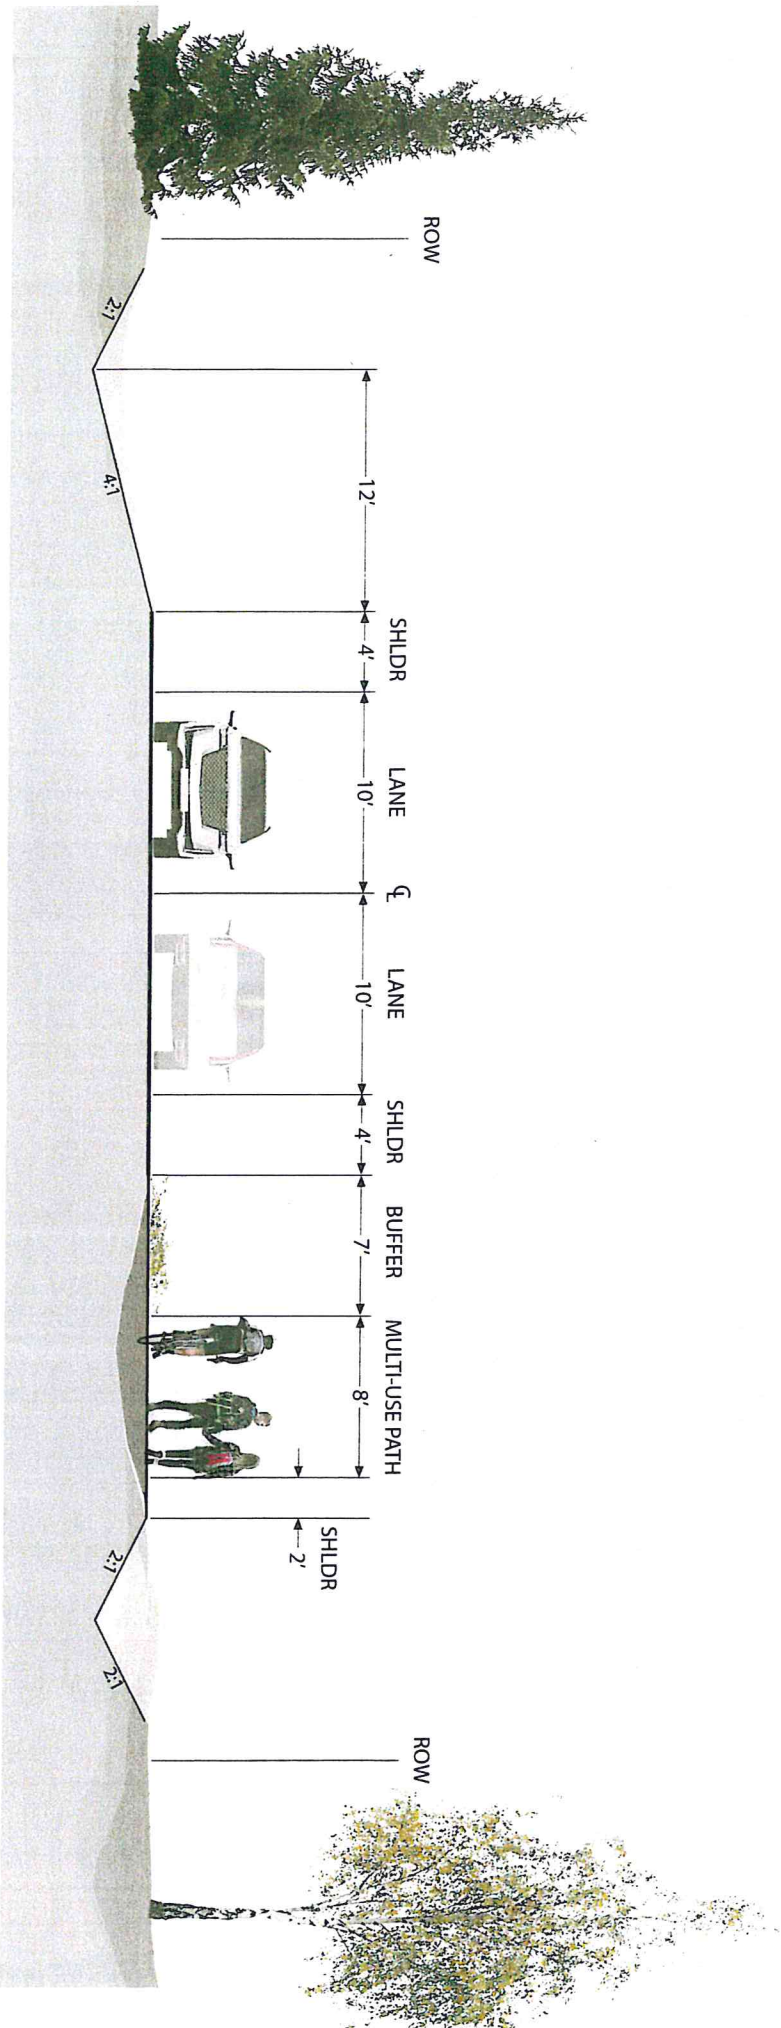 ROW
2:1
12'
4:1
SHLDR
4'
LANE
10'
℄
LANE
10'
SHLDR
4'
BUFFER
7'
MULTI-USE PATH
8'
SHLDR
2'
2:1
2:1
ROW